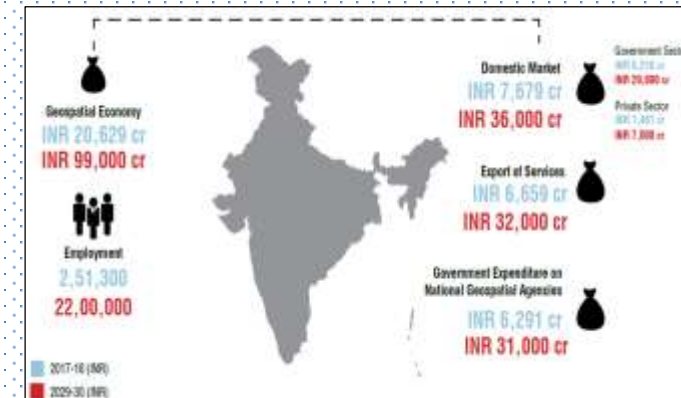 Geospatial Economy
INR 20,629 cr
INR 99,000 cr
Employment
2,51,300
22,00,000
Domestic Market
INR 7,679 cr
INR 36,000 cr
Government Sector
Private Sector
INR 7,000 cr
Export of Services
INR 6,659 cr
INR 32,000 cr
Government Expenditure on
National Geospatial Agencies
INR 6,291 cr
INR 31,000 cr
2017-18 (INR)
2029-30 (INR)